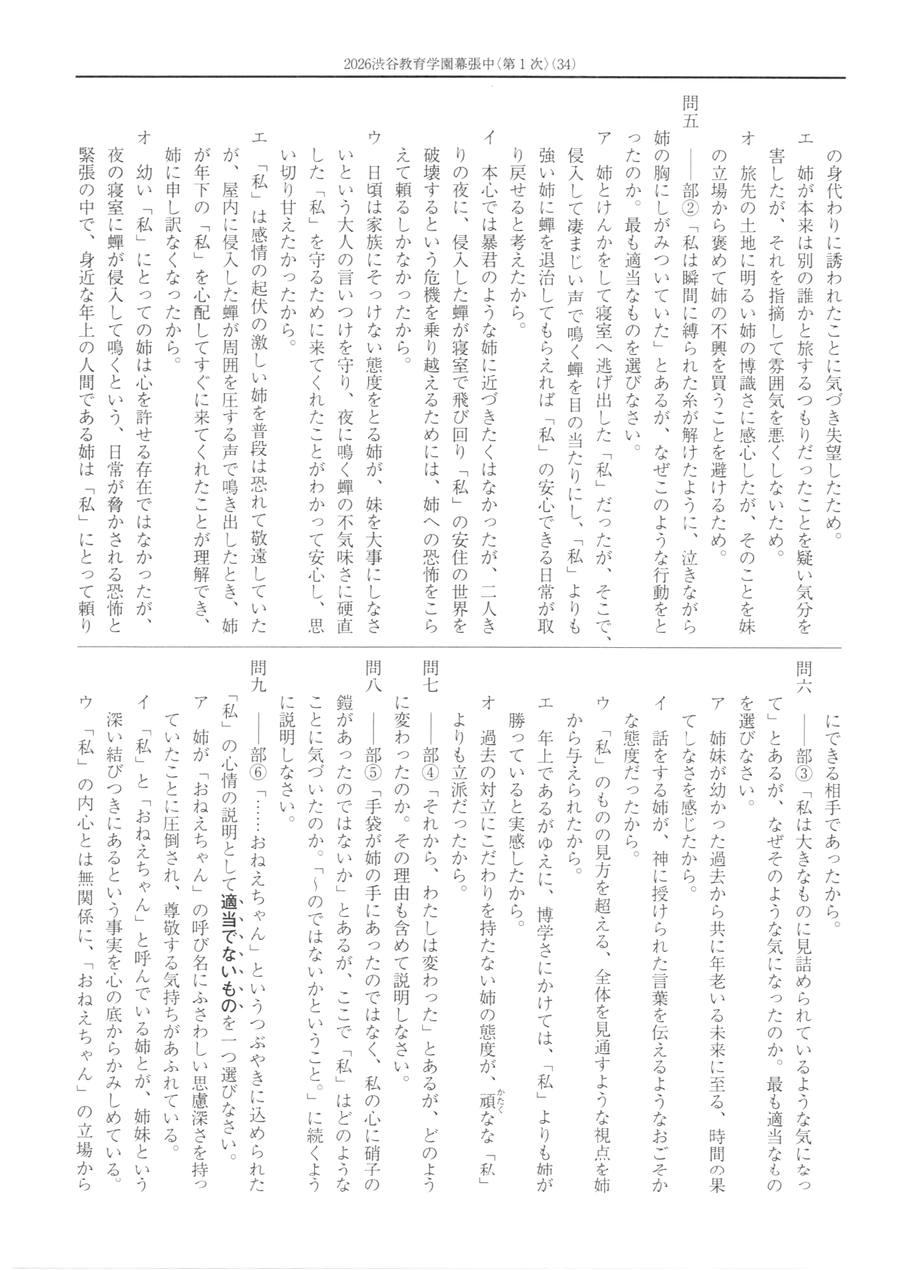 2026渋谷教育学園幕張中〈第1次〉(34)
の身代わりに誘われたことに気づき失望したため。
エ 姉が本来は別の誰かと旅するつもりだったことを疑い気分を
害したが、それを指摘して雰囲気を悪くしないため。
オ 旅先の土地に明るい姉の博識さに感心したが、そのことを妹
の立場から褒めて姉の不興を買うことを避けるため。
問五 ――部②「私は瞬間に縛られた糸が解けたように、泣きながら
姉の胸にしがみついていた」とあるが、なぜこのような行動をと
ったのか。最も適当なものを選びなさい。
ア 姉とけんかをして寝室へ逃げ出した「私」だったが、そこで、
侵入して凄まじい声で鳴く蟬を目の当たりにし、「私」よりも
強い姉に蟬を退治してもらえれば「私」の安心できる日常が取
り戻せると考えたから。
イ 本心では暴君のような姉に近づきたくはなかったが、二人き
りの夜に、侵入した蟬が寝室で飛び回り「私」の安住の世界を
破壊するという危機を乗り越えるためには、姉への恐怖をこら
えて頼るしかなかったから。
ウ 日頃は家族にそっけない態度をとる姉が、妹を大事にしなさ
いという大人の言いつけを守り、夜に鳴く蟬の不気味さに硬直
した「私」を守るために来てくれたことがわかって安心し、思
い切り甘えたかったから。
エ 「私」は感情の起伏の激しい姉を普段は恐れて敬遠していた
が、屋内に侵入した蟬が周囲を圧する声で鳴き出したとき、姉
が年下の「私」を心配してすぐに来てくれたことが理解でき、
姉に申し訳なくなったから。
オ 幼い「私」にとっての姉は心を許せる存在ではなかったが、
夜の寝室に蟬が侵入して鳴くという、日常が脅かされる恐怖と
緊張の中で、身近な年上の人間である姉は「私」にとって頼り
にできる相手であったから。
問六 ――部③「私は大きなものに見詰められているような気になっ
て」とあるが、なぜそのような気になったのか。最も適当なもの
を選びなさい。
ア 姉妹が幼かった過去から共に年老いる未来に至る、時間の果
てしなさを感じたから。
イ 話をする姉が、神に授けられた言葉を伝えるようなおごそか
な態度だったから。
ウ 「私」のものの見方を超える、全体を見通すような視点を姉
から与えられたから。
エ 年上であるがゆえに、博学さにかけては、「私」よりも姉が
勝っていると実感したから。
オ 過去の対立にこだわりを持たない姉の態度が、頑(かたく)なな「私」
よりも立派だったから。
問七 ――部④「それから、わたしは変わった」とあるが、どのよう
に変わったのか。その理由も含めて説明しなさい。
問八 ――部⑤「手袋が姉の手にあったのではなく、私の心に硝子の
鎧があったのではないか」とあるが、ここで「私」はどのような
ことに気づいたのか。「～のではないかということ。」に続くよう
に説明しなさい。
問九 ――部⑥「……おねえちゃん」というつぶやきに込められた
「私」の心情の説明として適当でないものを一つ選びなさい。
ア 姉が「おねえちゃん」の呼び名にふさわしい思慮深さを持っ
ていたことに圧倒され、尊敬する気持ちがあふれている。
イ 「私」と「おねえちゃん」と呼んでいる姉とが、姉妹という
深い結びつきにあるという事実を心の底からかみしめている。
ウ 「私」の内心とは無関係に、「おねえちゃん」の立場から